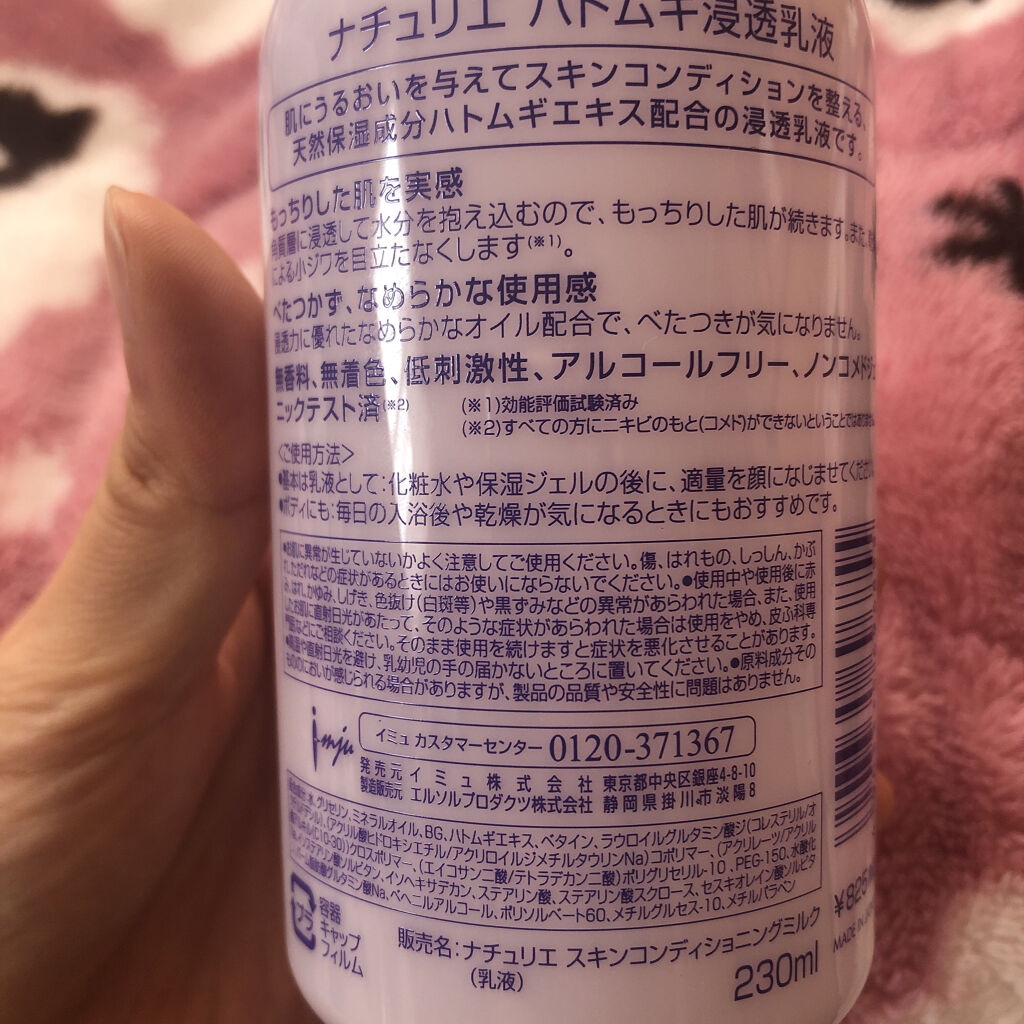 ナチュリエ ハトムギ浸透乳液
肌にうるおいを与えてスキンコンディションを整える、
天然保湿成分ハトムギエキス配合の浸透乳液です。
もっちりした肌を実感
角質層に浸透して水分を抱え込むので、もっちりした肌が続きます。また、
による小ジワを目立たなくします(※1)。
べたつかず、なめらかな使用感
浸透力に優れたなめらかなオイル配合で、べたつきが気になりません。
無香料、無着色、低刺激性、アルコールフリー、ノンコメドジェ
ニックテスト済(※2)
(※1)効能評価試験済み
(※2)すべての方にニキビのもと(コメド)ができないということでは
〈ご使用方法〉
●基本は乳液として:化粧水や保湿ジェルの後に、適量を顔になじませてください
●ボディにも:毎日の入浴後や乾燥が気になるときにもおすすめです。
●お肌に異常が生じていないかよく注意してご使用ください。傷、はれもの、しっしん、かぶ
れ、ただれなどの症状があるときにはお使いにならないでください。●使用中や使用後に赤
み、はれ、かゆみ、しげき、色抜け(白斑等)や黒ずみなどの異常があらわれた場合、また、使用
したお肌に直射日光があたって、そのような症状があらわれた場合は使用をやめ、皮ふ科専
門医などにご相談ください。そのまま使用を続けますと症状を悪化させることがあります。
●高温や直射日光を避け、乳幼児の手の届かないところに置いてください。●原料成分その
もののにおいが感じられる場合がありますが、製品の品質や安全性に問題はありません。
i-mju
イミュ カスタマーセンター 0120-371367
発売元 イミュ株式会社 東京都中央区銀座4-8-10
製造販売元 エルソルプロダクツ株式会社 静岡県掛川市淡陽8
水、グリセリン、ミネラルオイル、BG、ハトムギエキス、ベタイン、ラウロイルグルタミン酸ジ(コレステリル/オ
クチルドデシル)、(アクリル酸ヒドロキシエチル/アクリロイルジメチルタウリンNa)コポリマー、(アクリレーツ/アクリル
酸アルキル(C10-30))クロスポリマー、(エイコサン二酸/テトラデカン二酸)ポリグリセリル-10、PEG-150、水酸化
ステアリン酸ソルビタン、イソヘキサデカン、ステアリン酸、ステアリン酸スクロース、セスキオレイン酸ソルビタ
グルタミン酸Na、ベヘニルアルコール、ポリソルベート60、メチルグルセス-10、メチルパラベン
プラ
容器
キャップ
フィルム
販売名:ナチュリエ スキンコンディショニングミルク
(乳液)
230ml
¥825
MADE IN